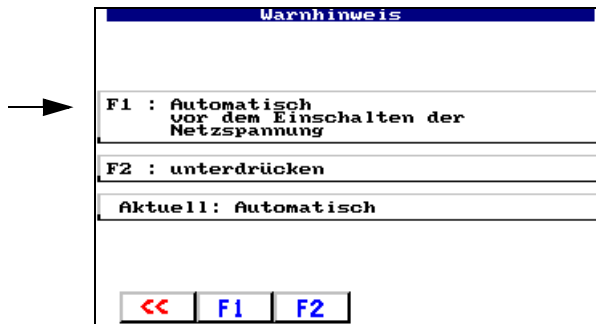 Warnhinweis
F1 : Automatisch
vor dem Einschalten der
Netzspannung
F2 : unterdrücken
Aktuell: Automatisch
<< F1 F2